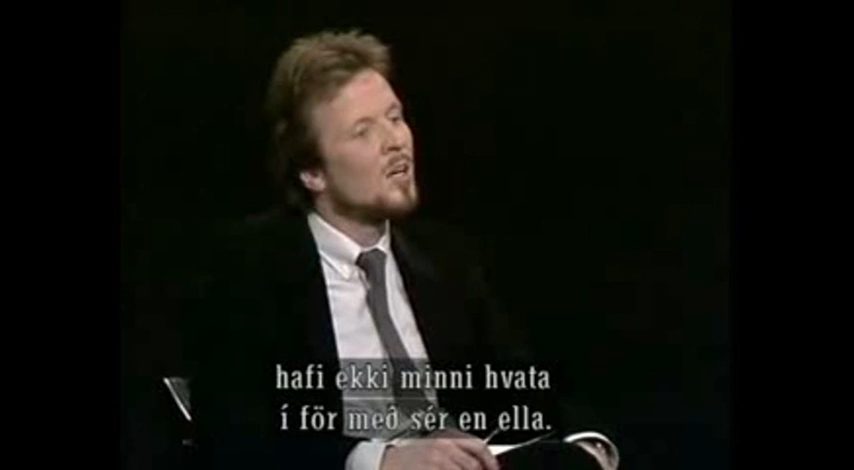 hafi ekki minni hvata
í för með sér en ella.